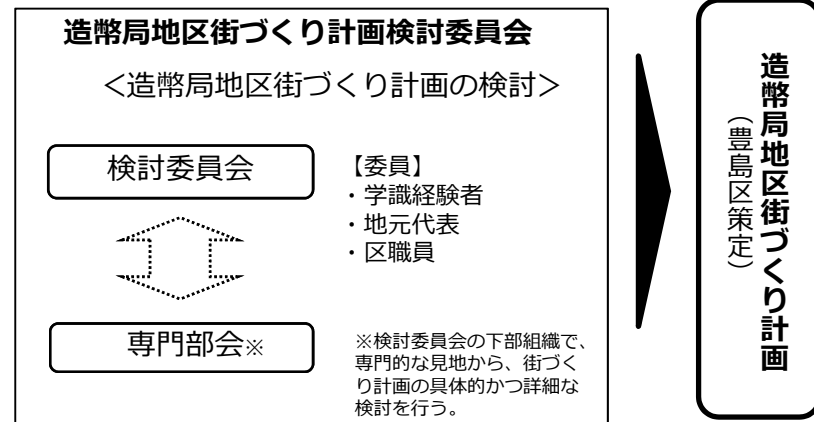 造幣局地区街づくり計画検討委員会
＜造幣局地区街づくり計画の検討＞
検討委員会
【委員】
・学識経験者
・地元代表
・区職員
専門部会※
※検討委員会の下部組織で、
専門的な見地から、街づく
り計画の具体的かつ詳細な
検討を行う。
造幣局地区街づくり計画
（豊島区策定）